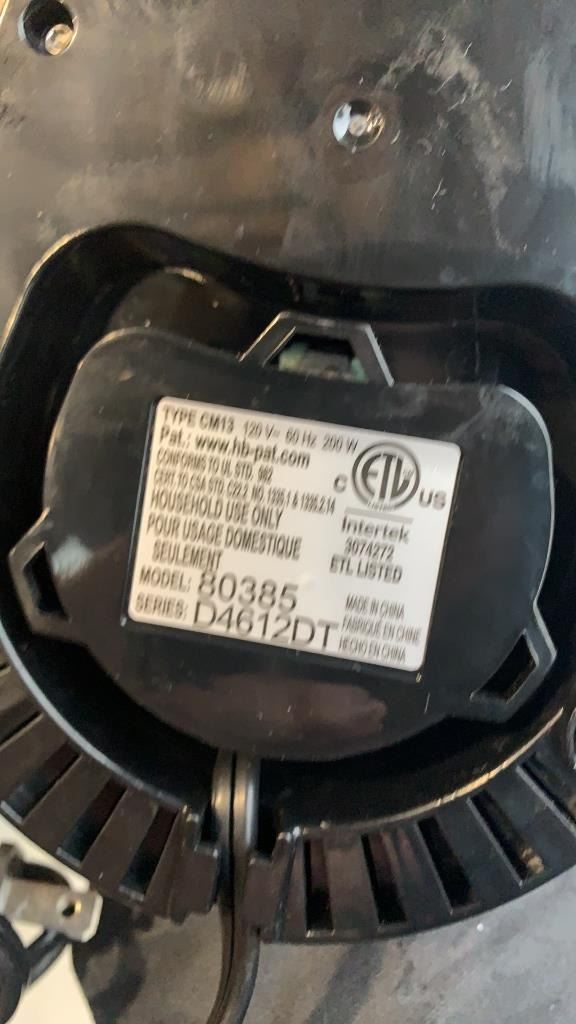 TYPE CM13 120 V~ 60 Hz 200 W
Pat.: www.hb-pat.com
CONFORMS TO UL STD. 982
CERT. TO CSA STD. C22.2, NO. 1335.1 & 1335.2.14
HOUSEHOLD USE ONLY
POUR USAGE DOMESTIQUE
SEULEMENT
MODEL: 80385
SERIES: D4612DT
C ETL US
LISTED
Intertek
3074272
ETL LISTED
MADE IN CHINA
FABRIQUÉ EN CHINE
HECHO EN CHINA